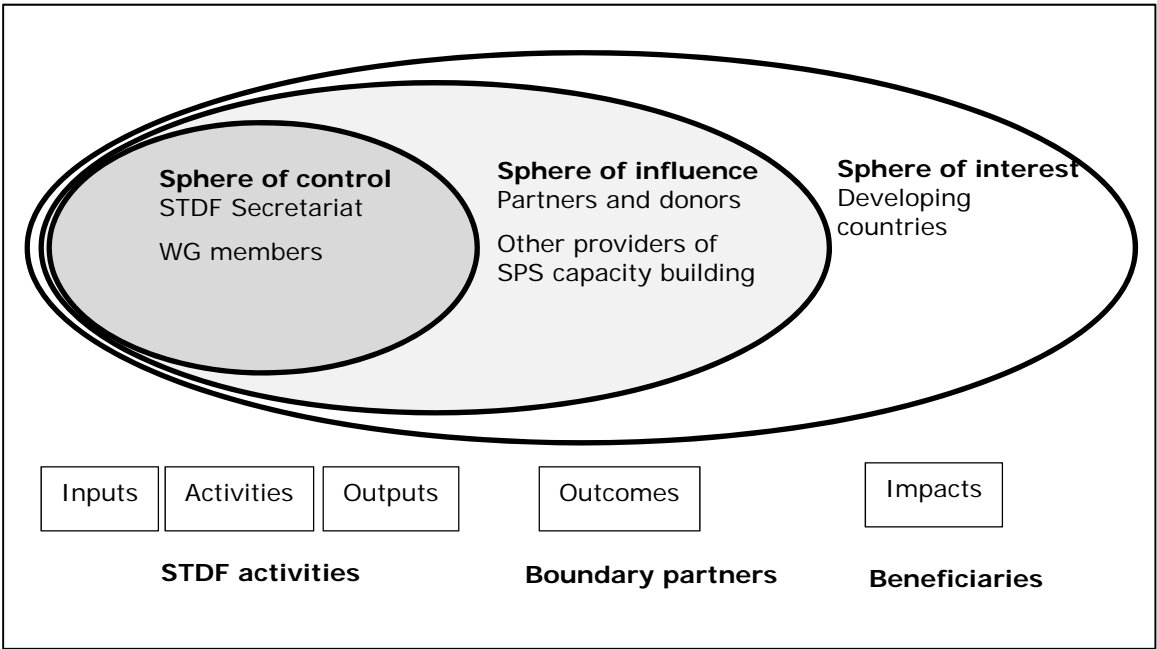 Sphere of control
STDF Secretariat
WG members
Sphere of influence
Partners and donors
Other providers of
SPS capacity building
Sphere of interest
Developing
countries
Inputs
Activities
Outputs
Outcomes
Impacts
STDF activities
Boundary partners
Beneficiaries